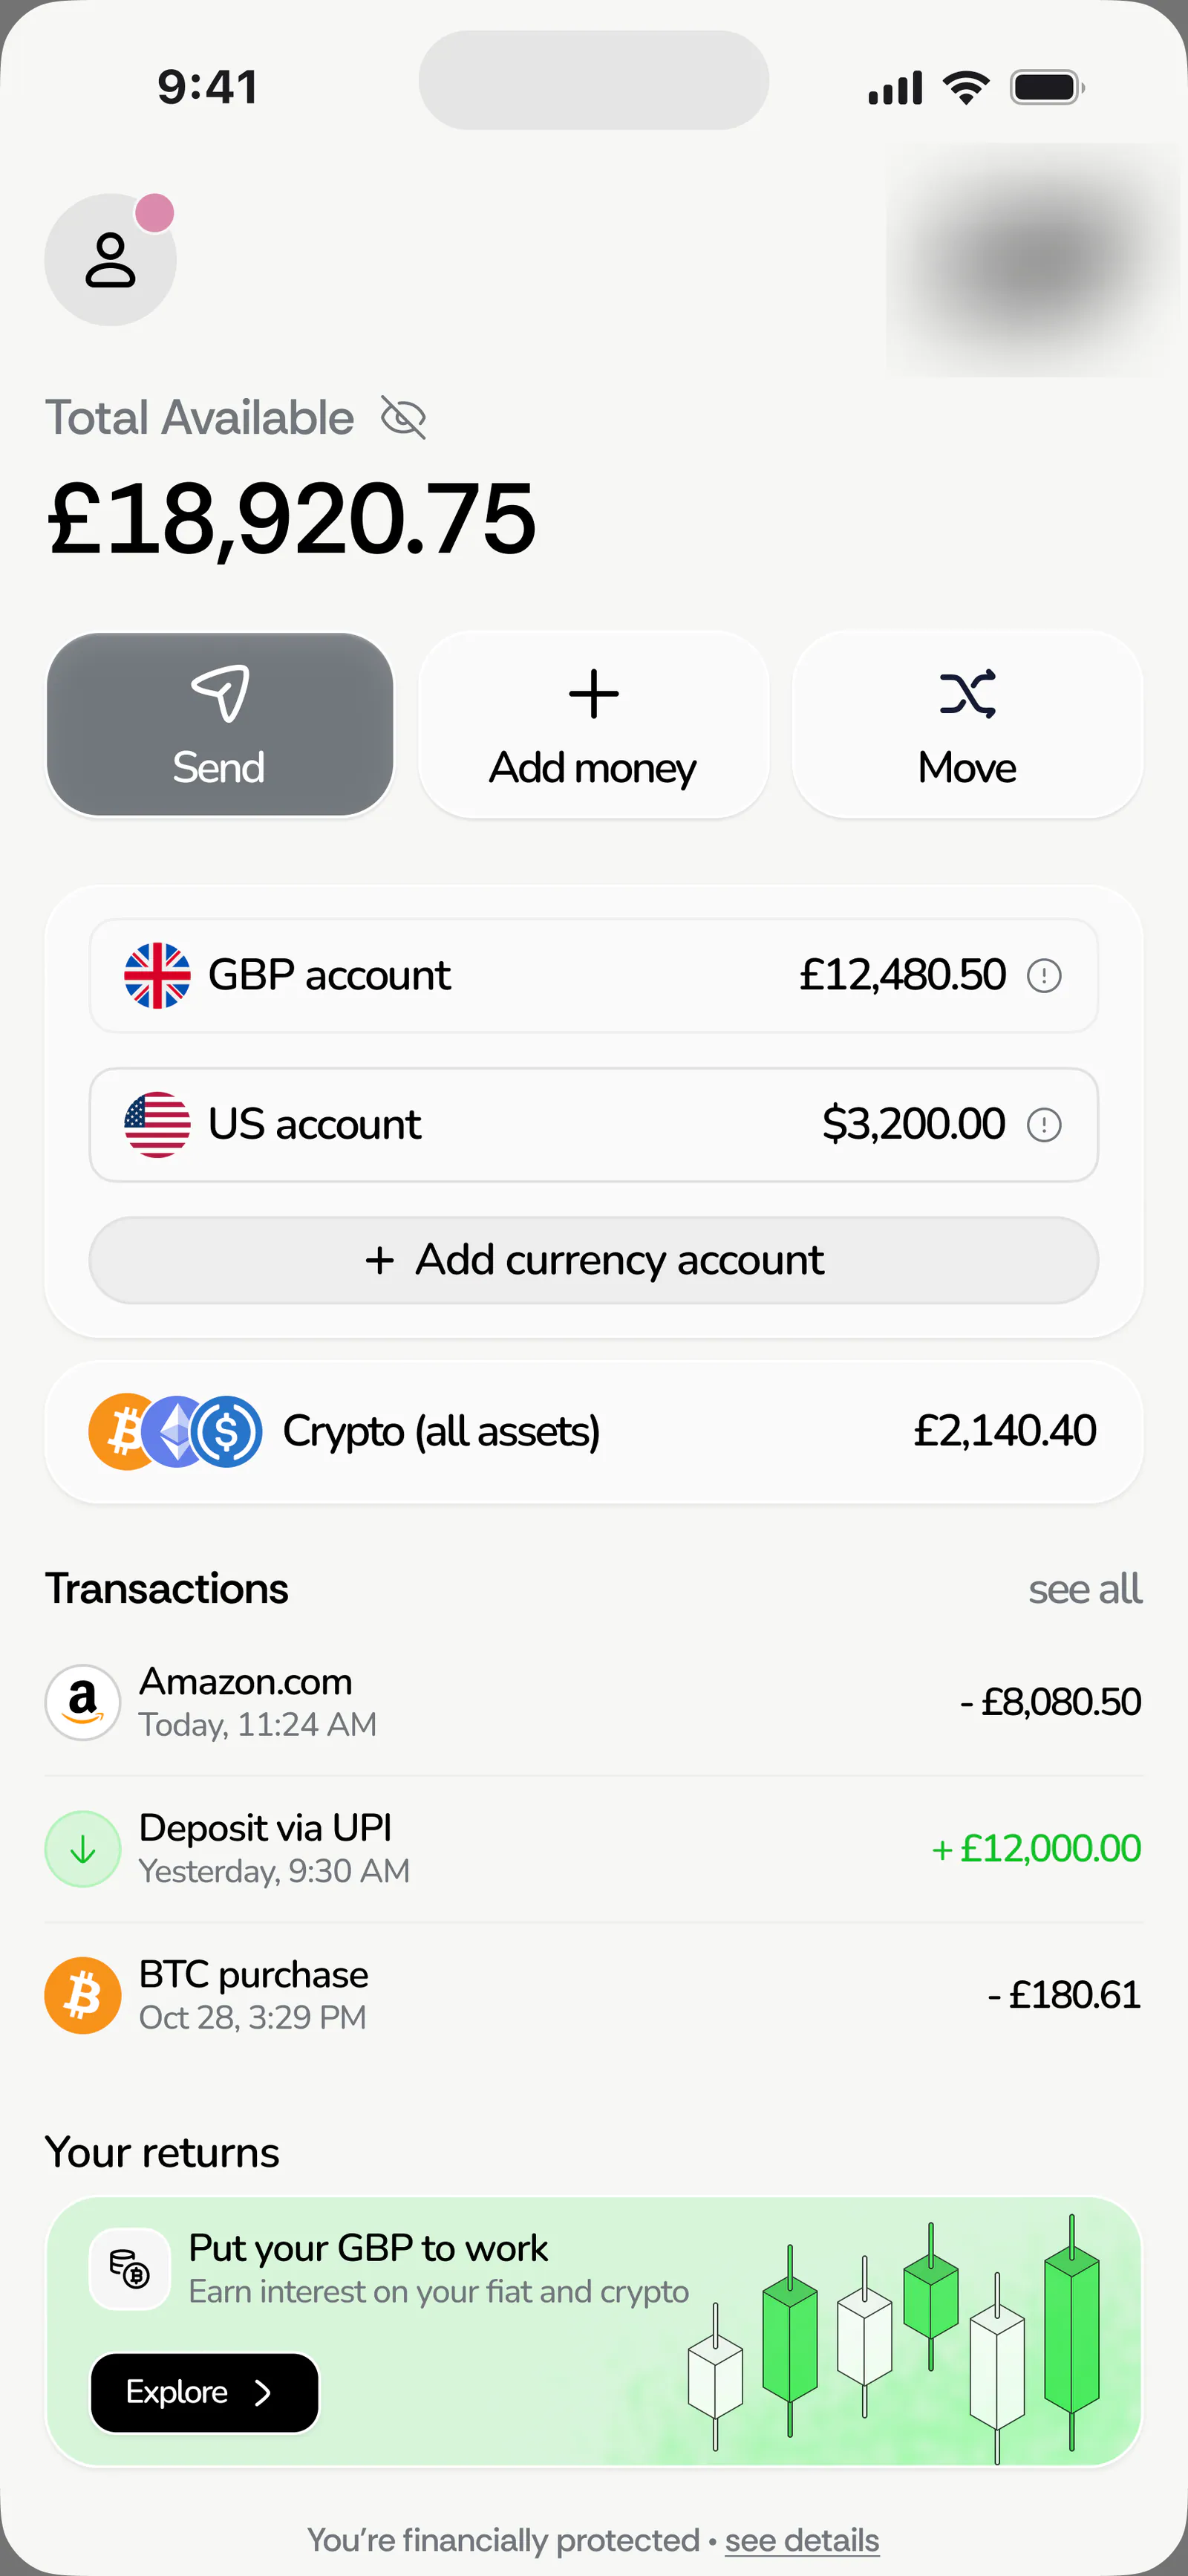 9:41
Total Available
£18,920.75
Send
Add money
Move
GBP account £12,480.50
US account $3,200.00
+ Add currency account
Crypto (all assets) £2,140.40
Transactions see all
Amazon.com
Today, 11:24 AM
- £8,080.50
Deposit via UPI
Yesterday, 9:30 AM
+ £12,000.00
BTC purchase
Oct 28, 3:29 PM
- £180.61
Your returns
Put your GBP to work
Earn interest on your fiat and crypto
Explore
You're financially protected • see details